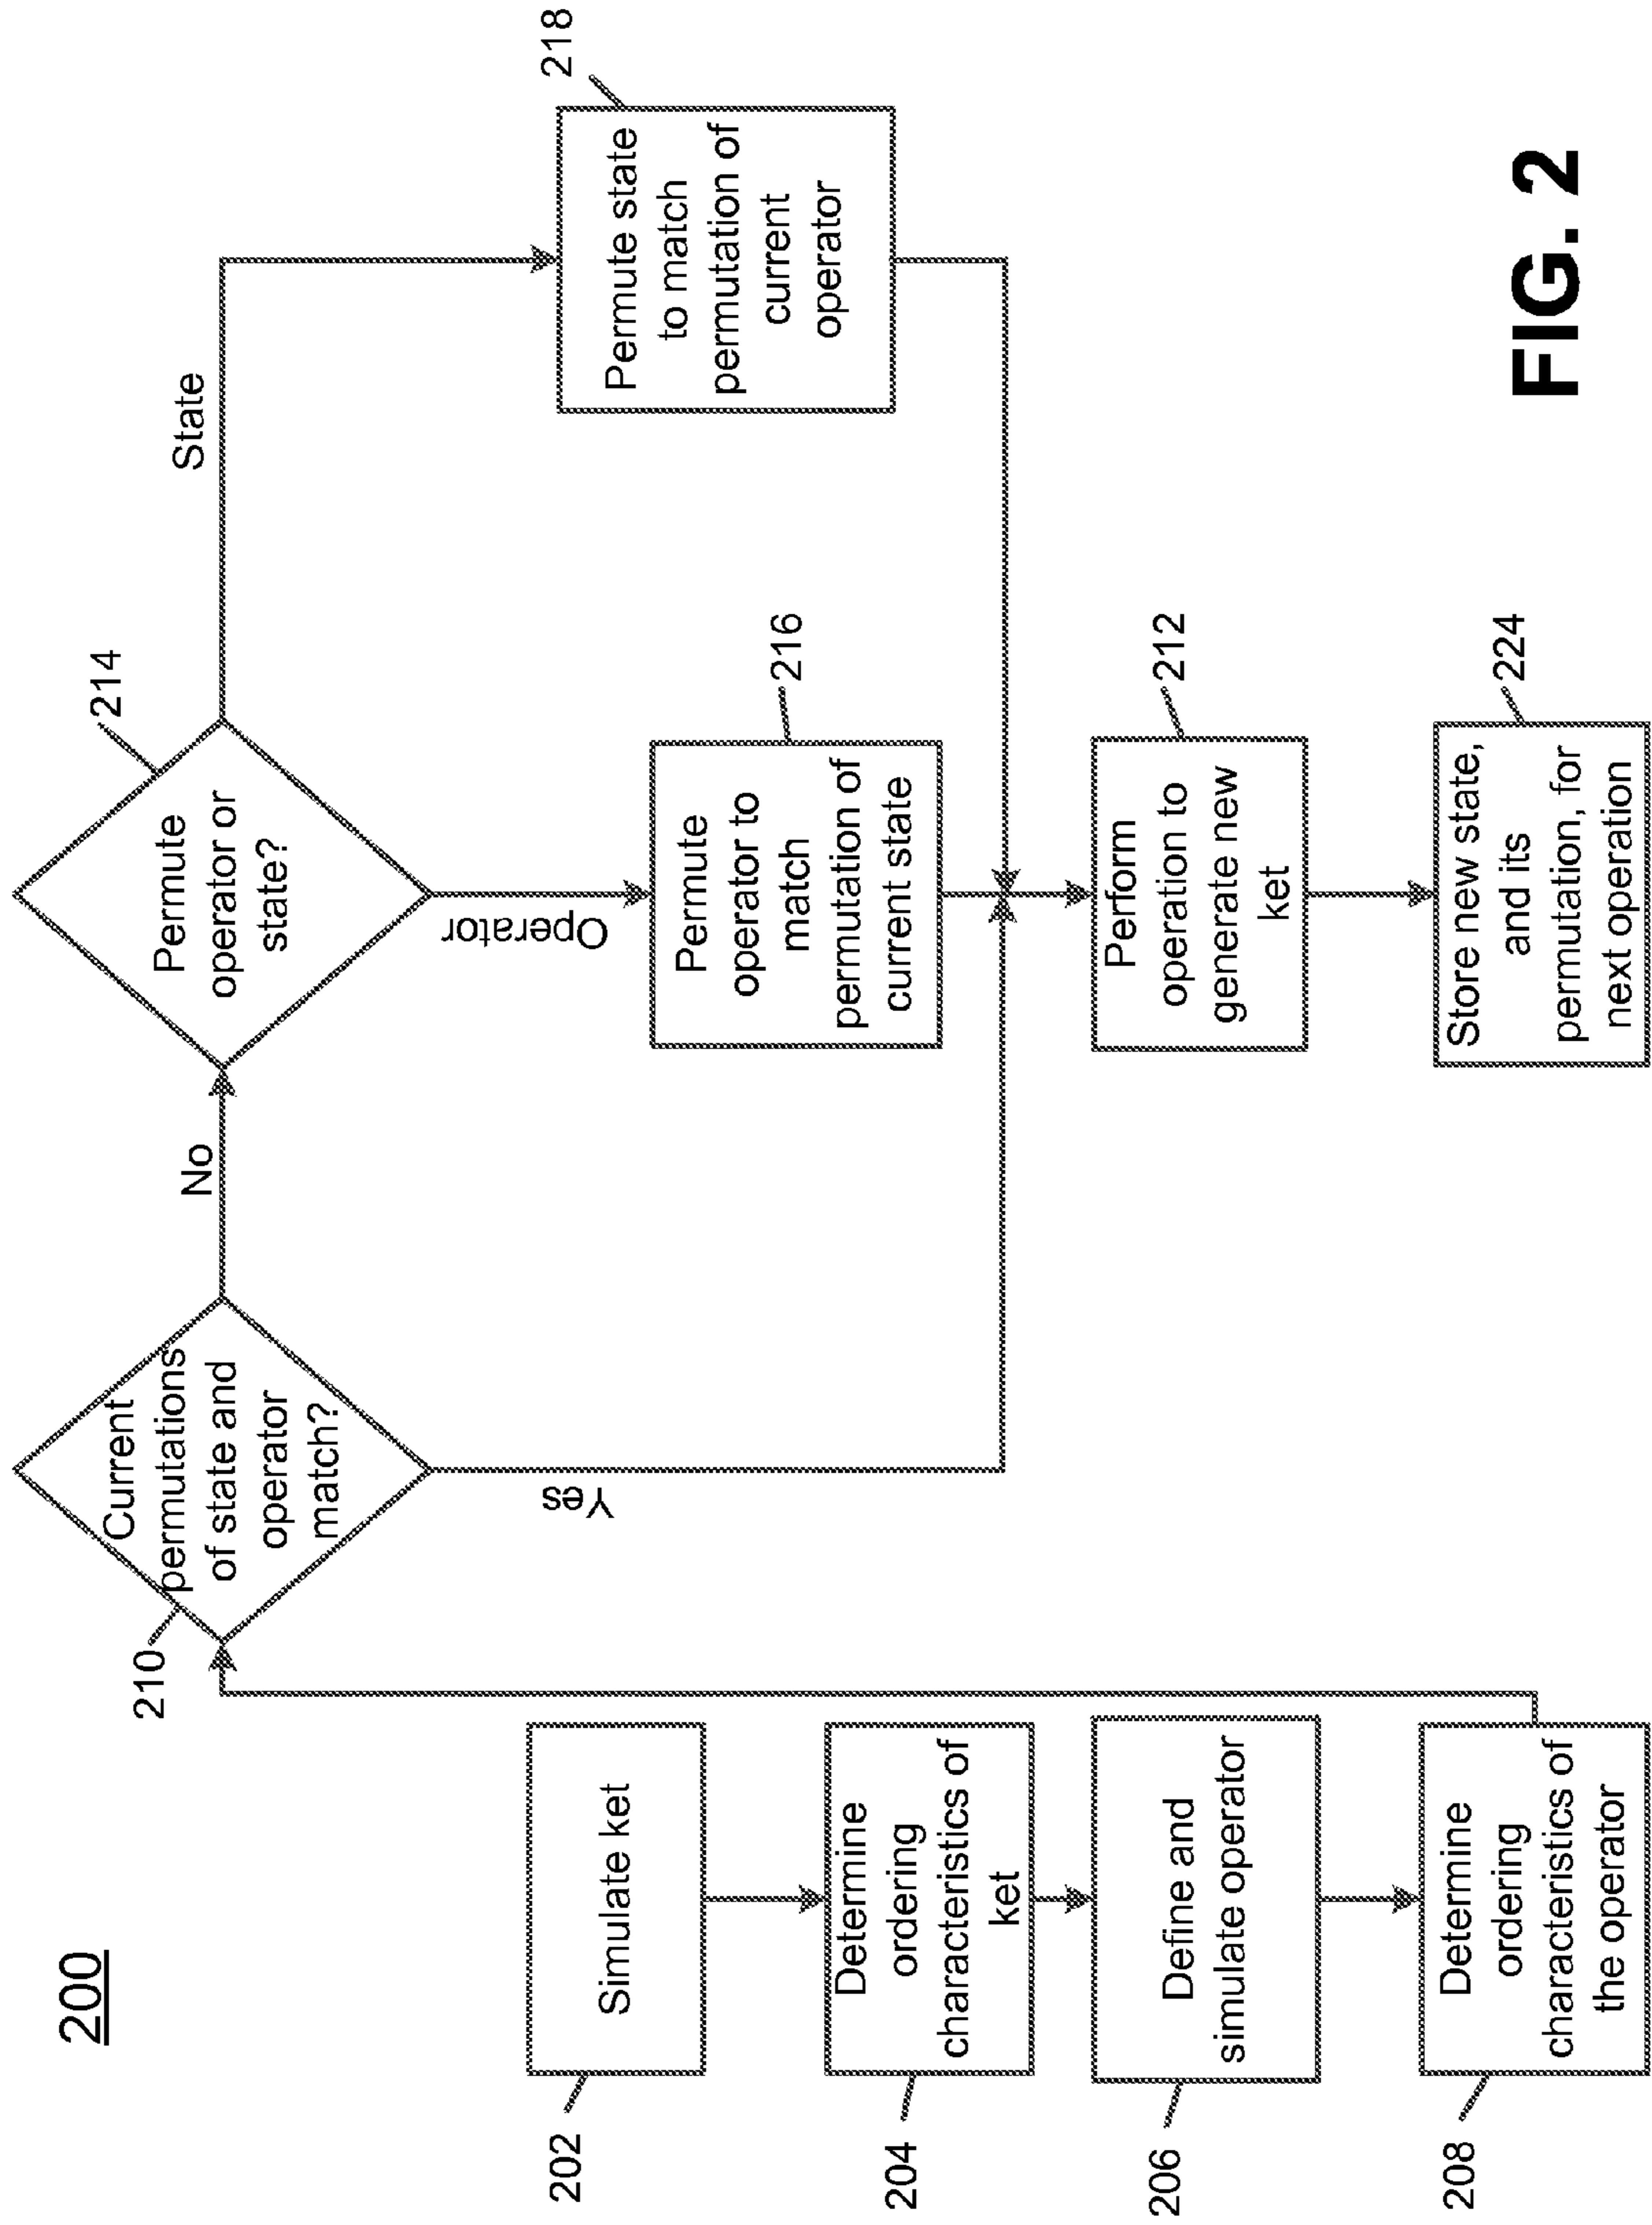 200
202
Simulate ket
204
Determine
ordering
characteristics of
ket
206
Define and
simulate operator
208
Determine
ordering
characteristics of
the operator
210
Current
permutations
of state and
operator
match?
Yes
No
214
Permute
operator or
state?
Operator
State
216
Permute
operator to
match
permutation of
current state
218
Permute state
to match
permutation of
current
operator
212
Perform
operation to
generate new
ket
224
Store new state,
and its
permutation, for
next operation
FIG. 2